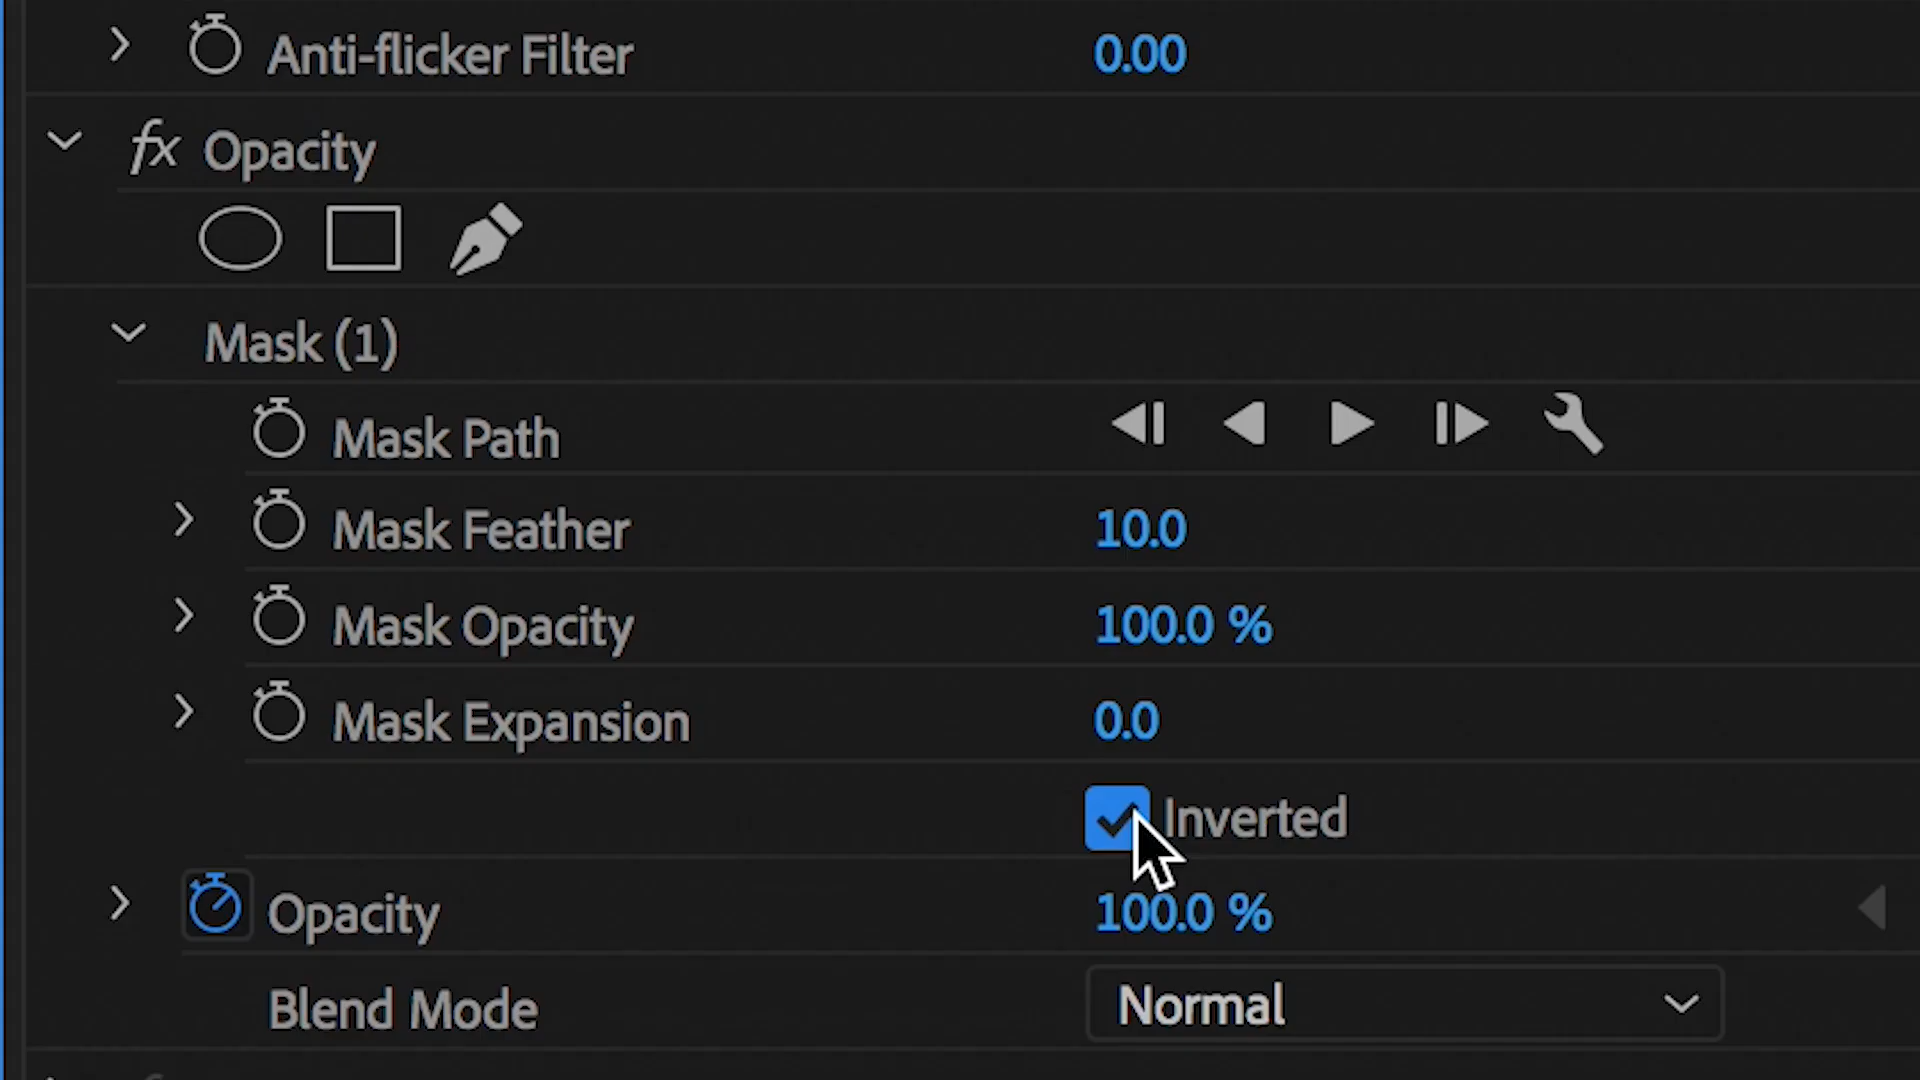 Anti-flicker Filter 0.00
fx Opacity
Mask (1)
Mask Path
Mask Feather 10.0
Mask Opacity 100.0 %
Mask Expansion 0.0
Inverted
Opacity 100.0 %
Blend Mode Normal